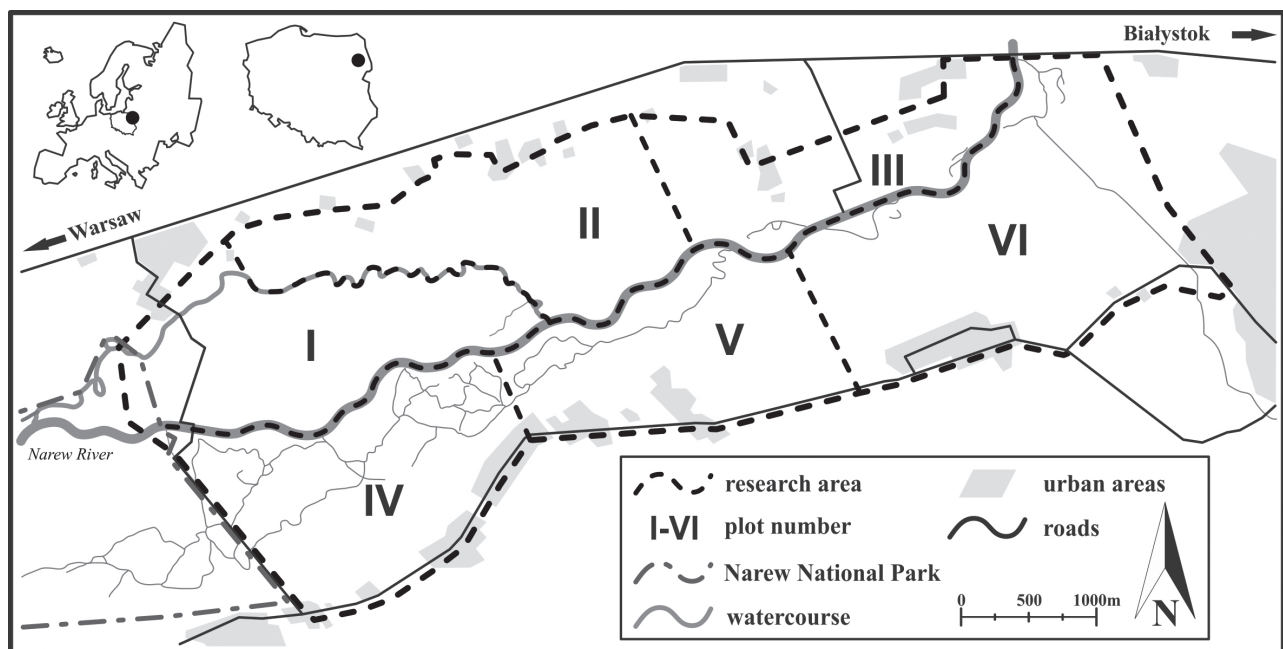 Białystok
Warsaw
III
II
VI
I
V
Narew River
IV
research area
urban areas
I-VI plot number
roads
Narew National Park
watercourse
0 500 1000m
N